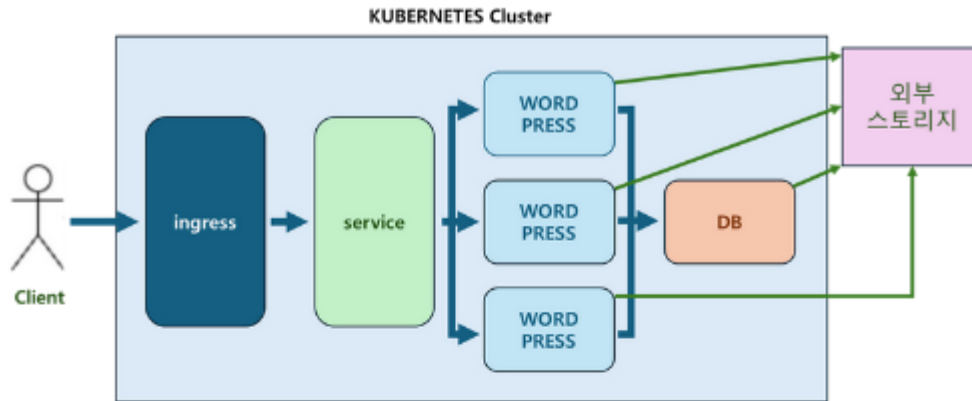 KUBERNETES Cluster
Client
ingress
service
WORD
PRESS
WORD
PRESS
WORD
PRESS
DB
외부
스토리지